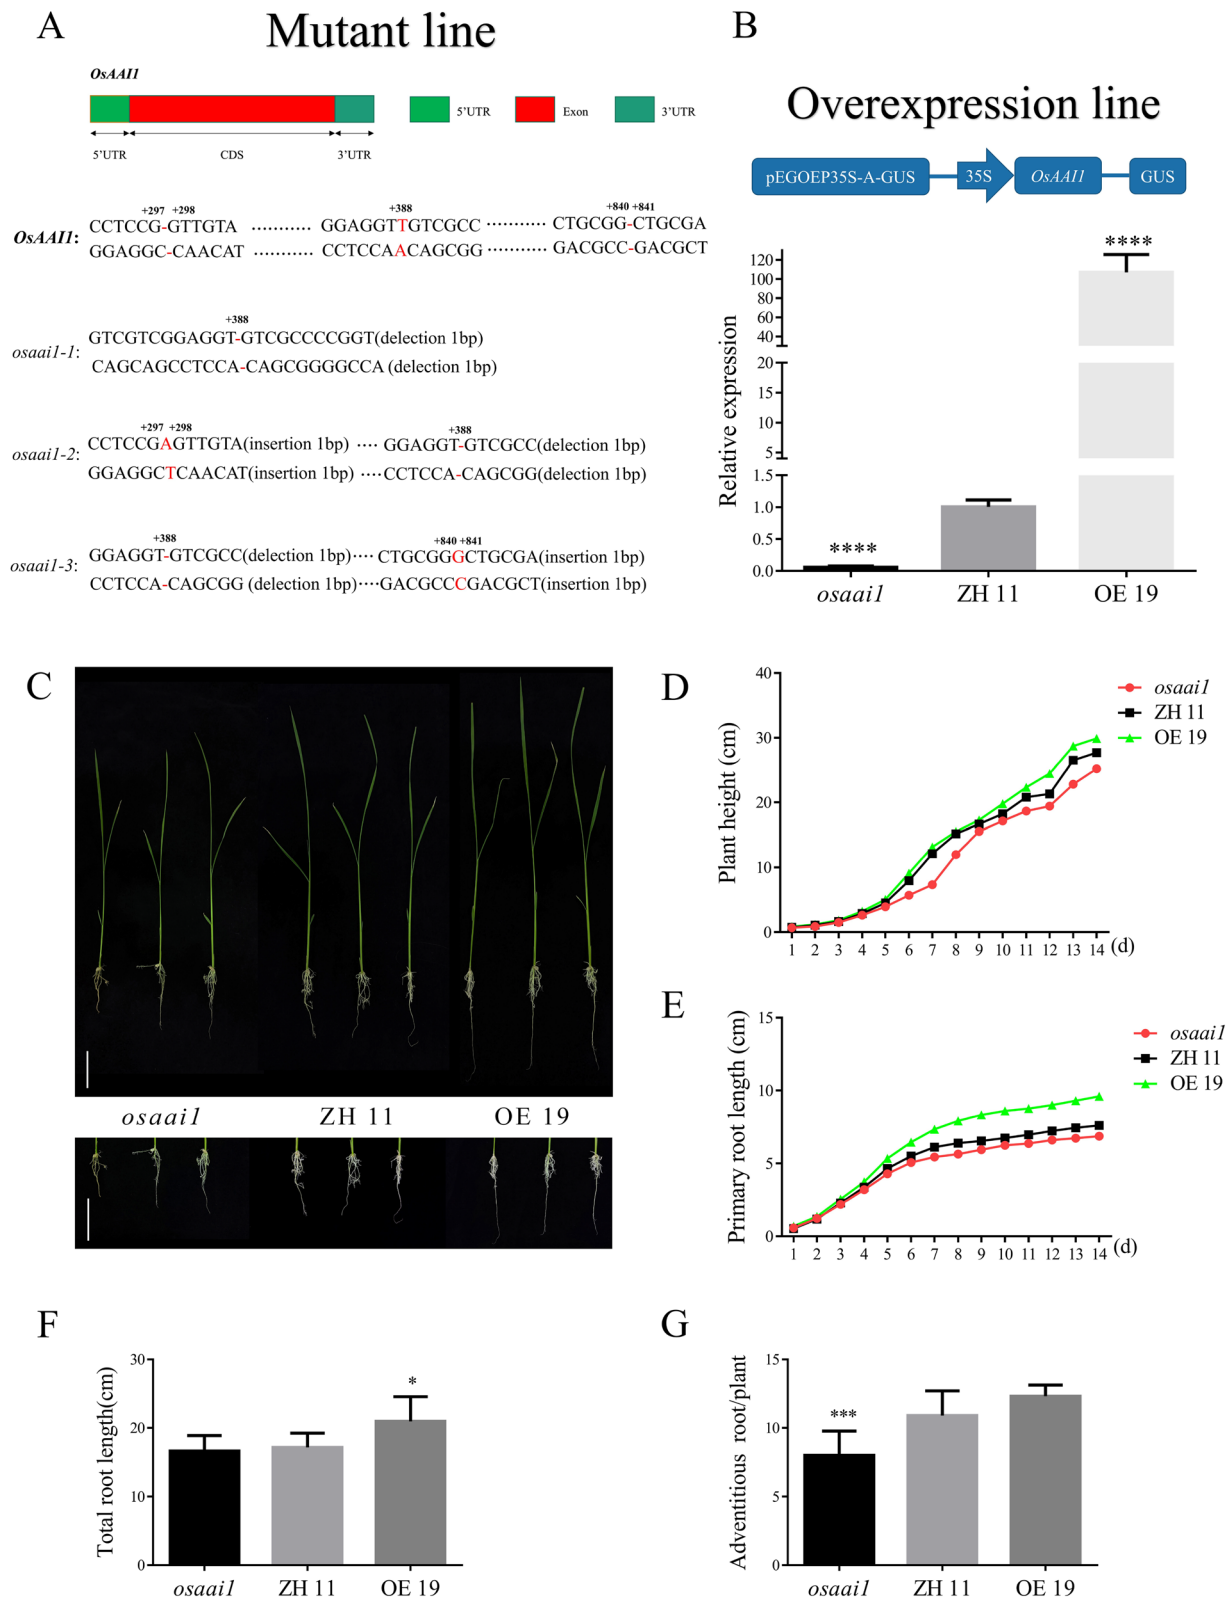 A
Mutant line
OsAAI1
5'UTR
Exon
3'UTR
5'UTR
CDS
3'UTR
+297 +298
+388
+840 +841
OsAAI1:
CCTCCG-GTTGTA ........... GGAGGTTGTCGCC ........... CTGCGG-CTGCGA
GGAGGC-CAACAT ........... CCTCCAACAGCGG ........... GACGCC-GACGCT
+388
osaai1-1:
GTCGTCGGAGGT-GTCGCCCCGGT(delection 1bp)
CAGCAGCCTCCA-CAGCGGGGCCA (delection 1bp)
+297 +298
+388
osaai1-2:
CCTCCGAGTTGTA(insertion 1bp) .... GGAGGT-GTCGCC(delection 1bp)
GGAGGCTCAACAT(insertion 1bp) .... CCTCCA-CAGCGG(delection 1bp)
+388
+840 +841
osaai1-3:
GGAGGT-GTCGCC(delection 1bp).... CTGCGGGCTGCGA(insertion 1bp)
CCTCCA-CAGCGG (delection 1bp)....GACGCCCGACGCT(insertion 1bp)
B
Overexpression line
pEGOEP35S-A-GUS
35S
OsAAI1
GUS
Relative expression
120
100
80
60
40
20
15
10
5
1.5
1.0
0.5
0.0
****
****
osaai1
ZH 11
OE 19
C
osaai1
ZH 11
OE 19
D
Plant height (cm)
40
30
20
10
0
1 2 3 4 5 6 7 8 9 10 11 12 13 14 (d)
osaai1
ZH 11
OE 19
E
Primary root length (cm)
15
10
5
0
1 2 3 4 5 6 7 8 9 10 11 12 13 14 (d)
osaai1
ZH 11
OE 19
F
Total root length(cm)
30
20
10
0
*
osaai1
ZH 11
OE 19
G
Adventitious root/plant
15
10
5
0
***
osaai1
ZH 11
OE 19